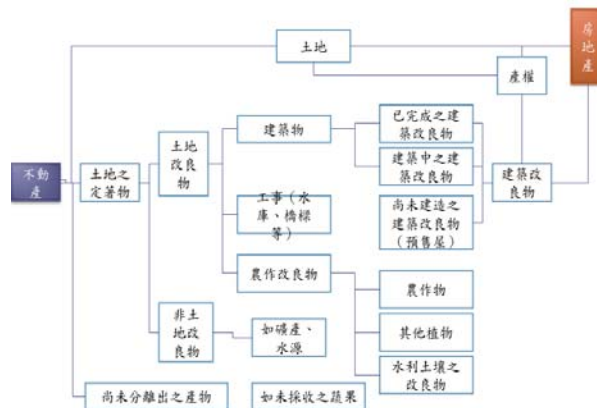 土地
房
地
產
產權
土地
改良
物
建築物
已完成之建
築改良物
建築中之建
築改良物
不動
產
土地之
定著物
建築改
良物
工事（水
庫、橋樑
等）
尚未建造之
建築改良物
（預售屋）
農作改良物
農作物
非土
地改
良物
如礦產、
水源
其他植物
水利土壤之
改良物
尚未分離出之產物
如未採收之蔬果